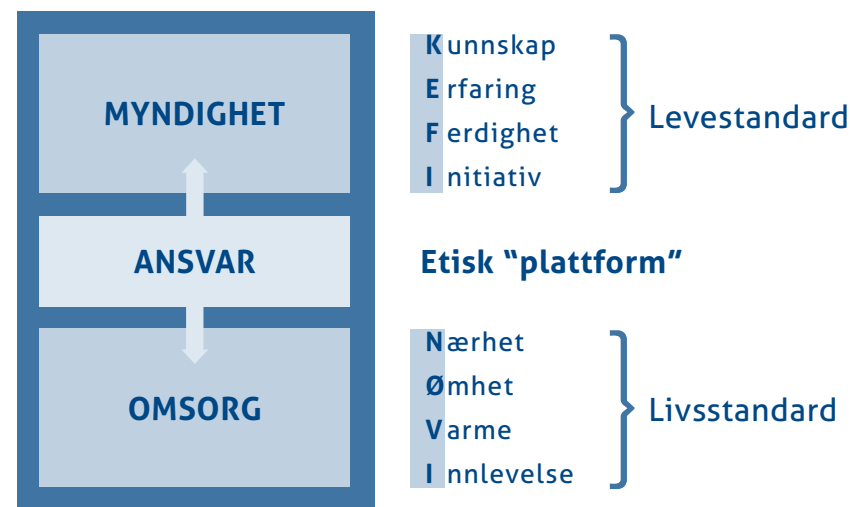 MYNDIGHET
Kunnskap
Erfaring
Ferdighet
Initiativ
Levestandard
ANSVAR
Etisk “plattform”
OMSORG
Nærhet
Ømhet
Varme
Innlevelse
Livsstandard